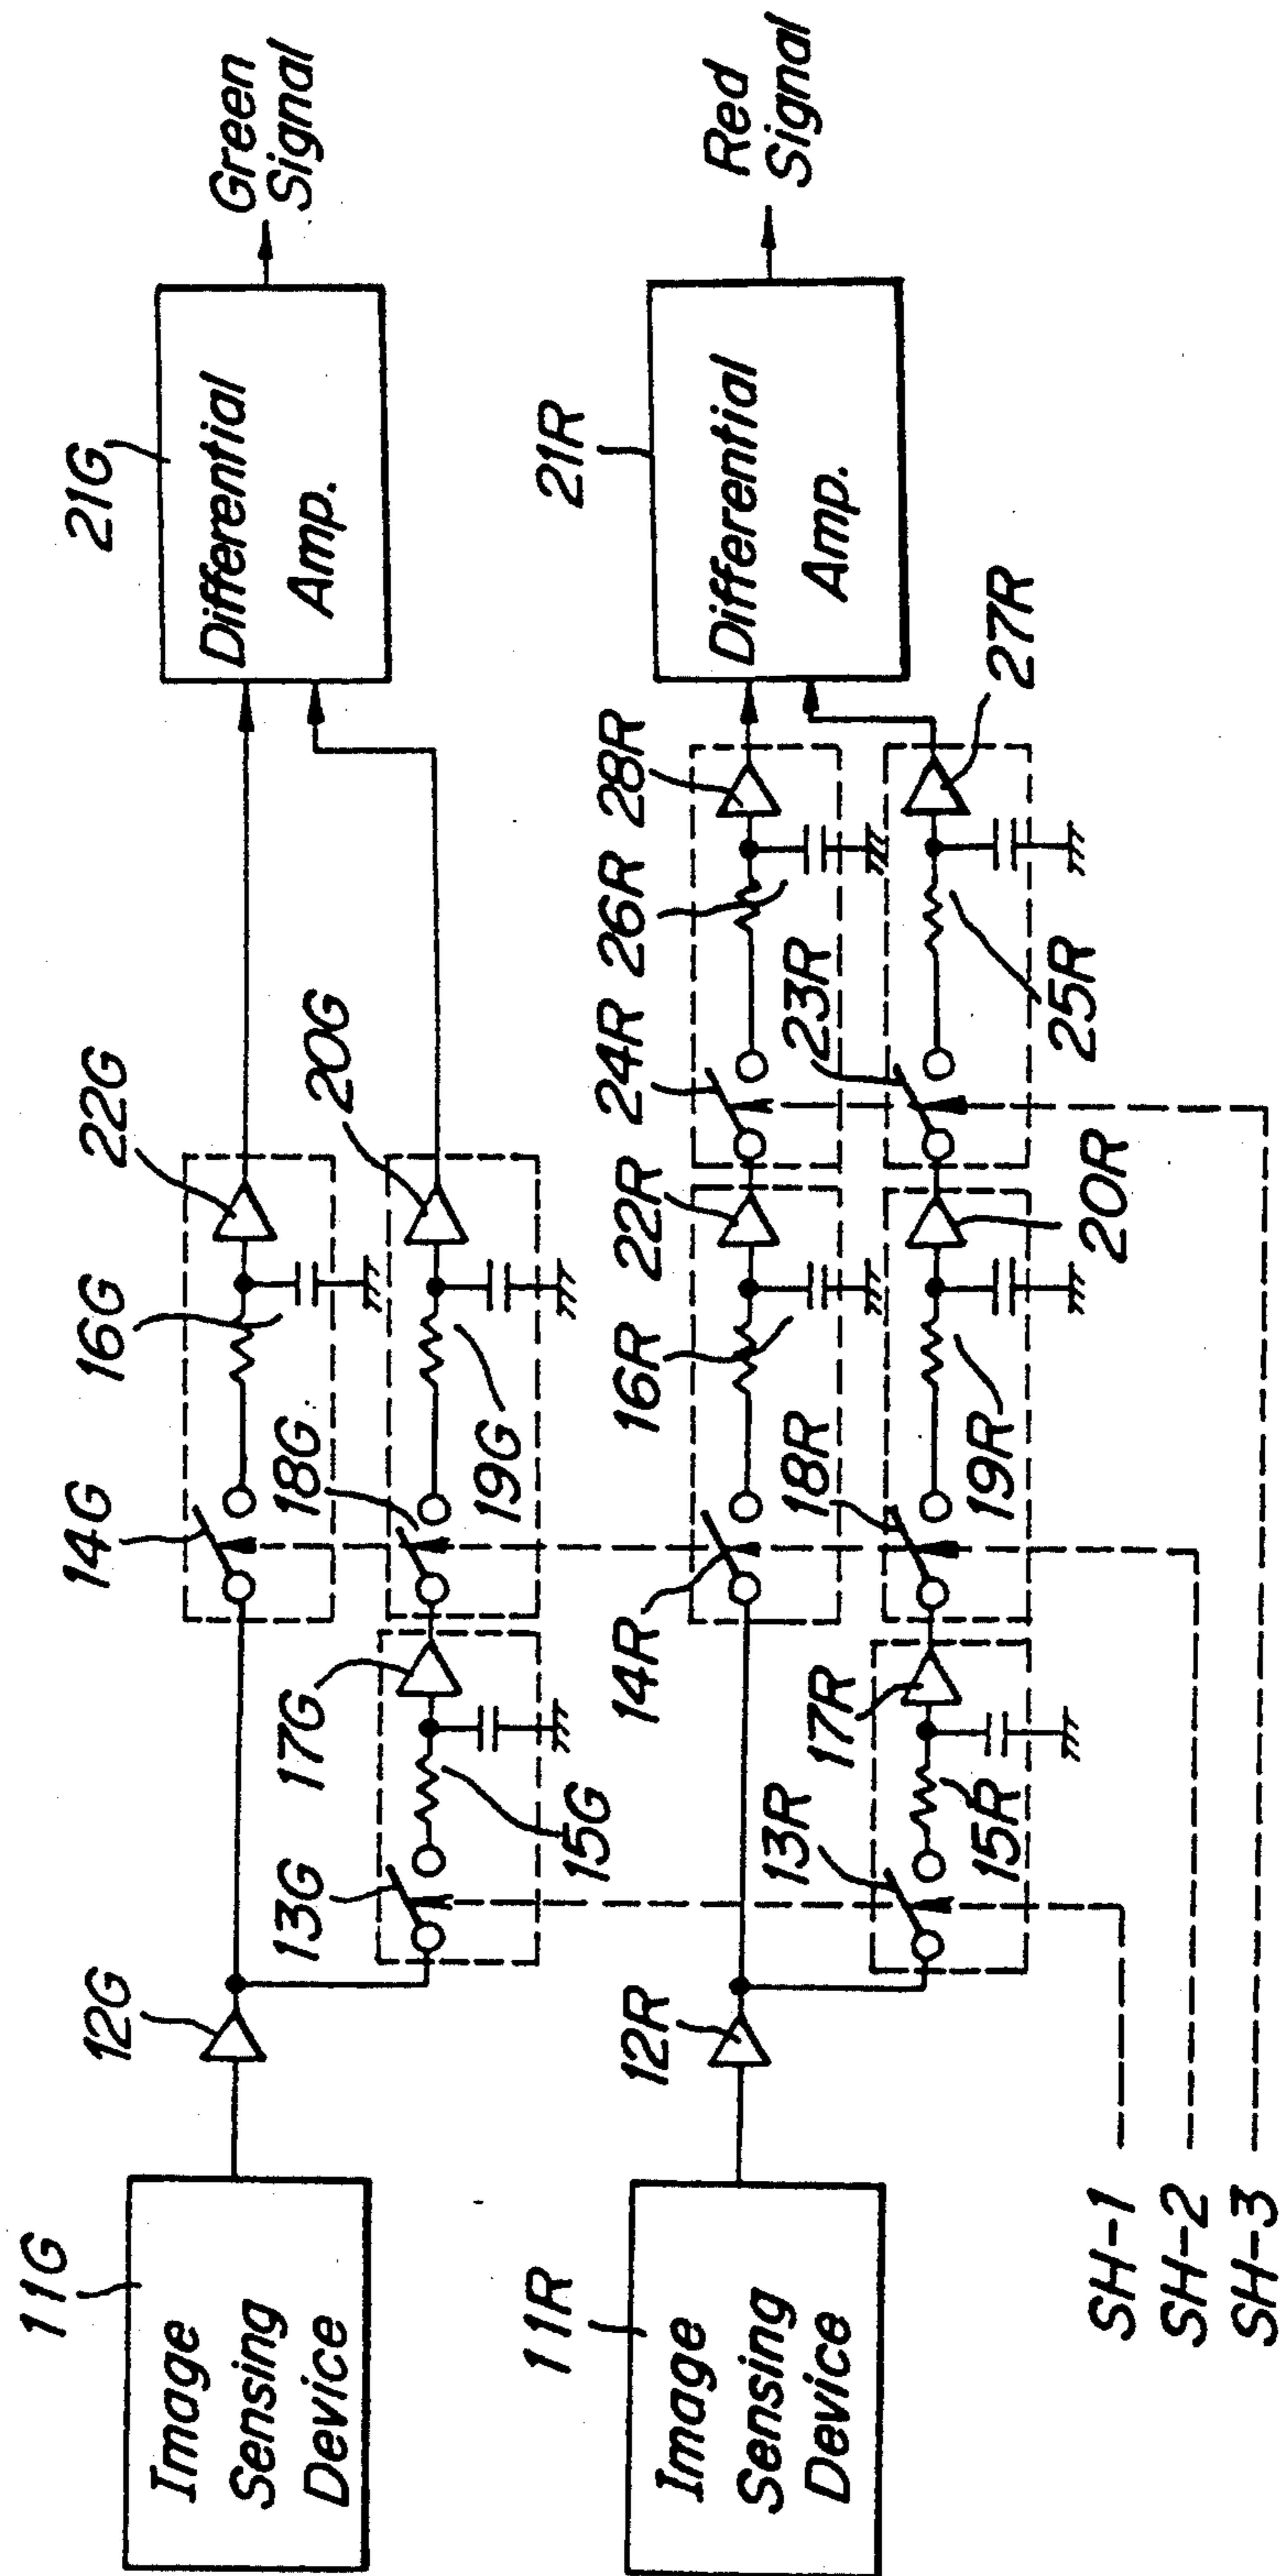 11G
Image
Sensing
Device
12G
13G
15G
17G
14G
18G
16G
19G
22G
20G
21G
Differential
Amp.
Green
Signal
11R
Image
Sensing
Device
12R
13R
15R
17R
14R
18R
16R
19R
22R
20R
24R
23R
26R
25R
28R
27R
21R
Differential
Amp.
Red
Signal
SH-1
SH-2
SH-3